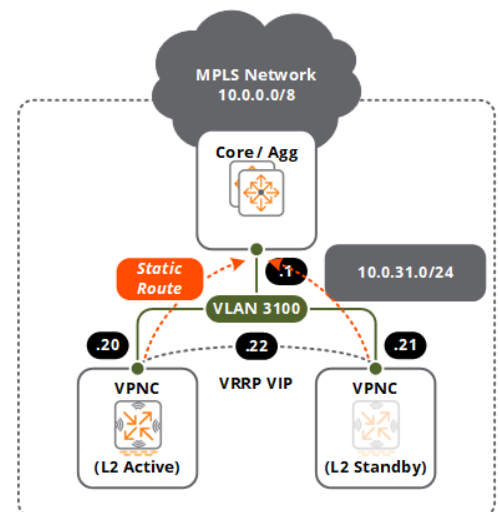 MPLS Network
10.0.0.0/8
Core / Agg
Static
Route
.1
10.0.31.0/24
VLAN 3100
.20
.22
.21
VPNC
VRRP VIP
VPNC
(L2 Active)
(L2 Standby)